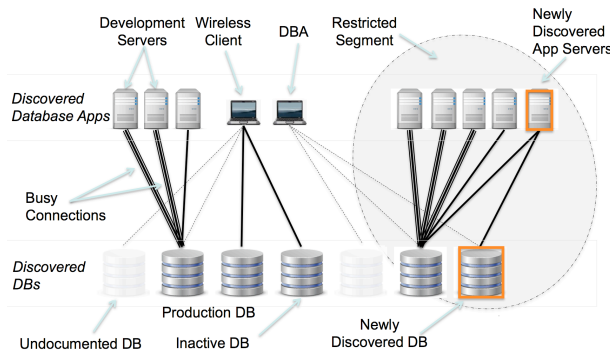 Development
Servers
Wireless
Client
DBA
Restricted
Segment
Newly
Discovered
App Servers
Discovered
Database Apps
Busy
Connections
Discovered
DBs
Production DB
Undocumented DB
Inactive DB
Newly
Discovered DB